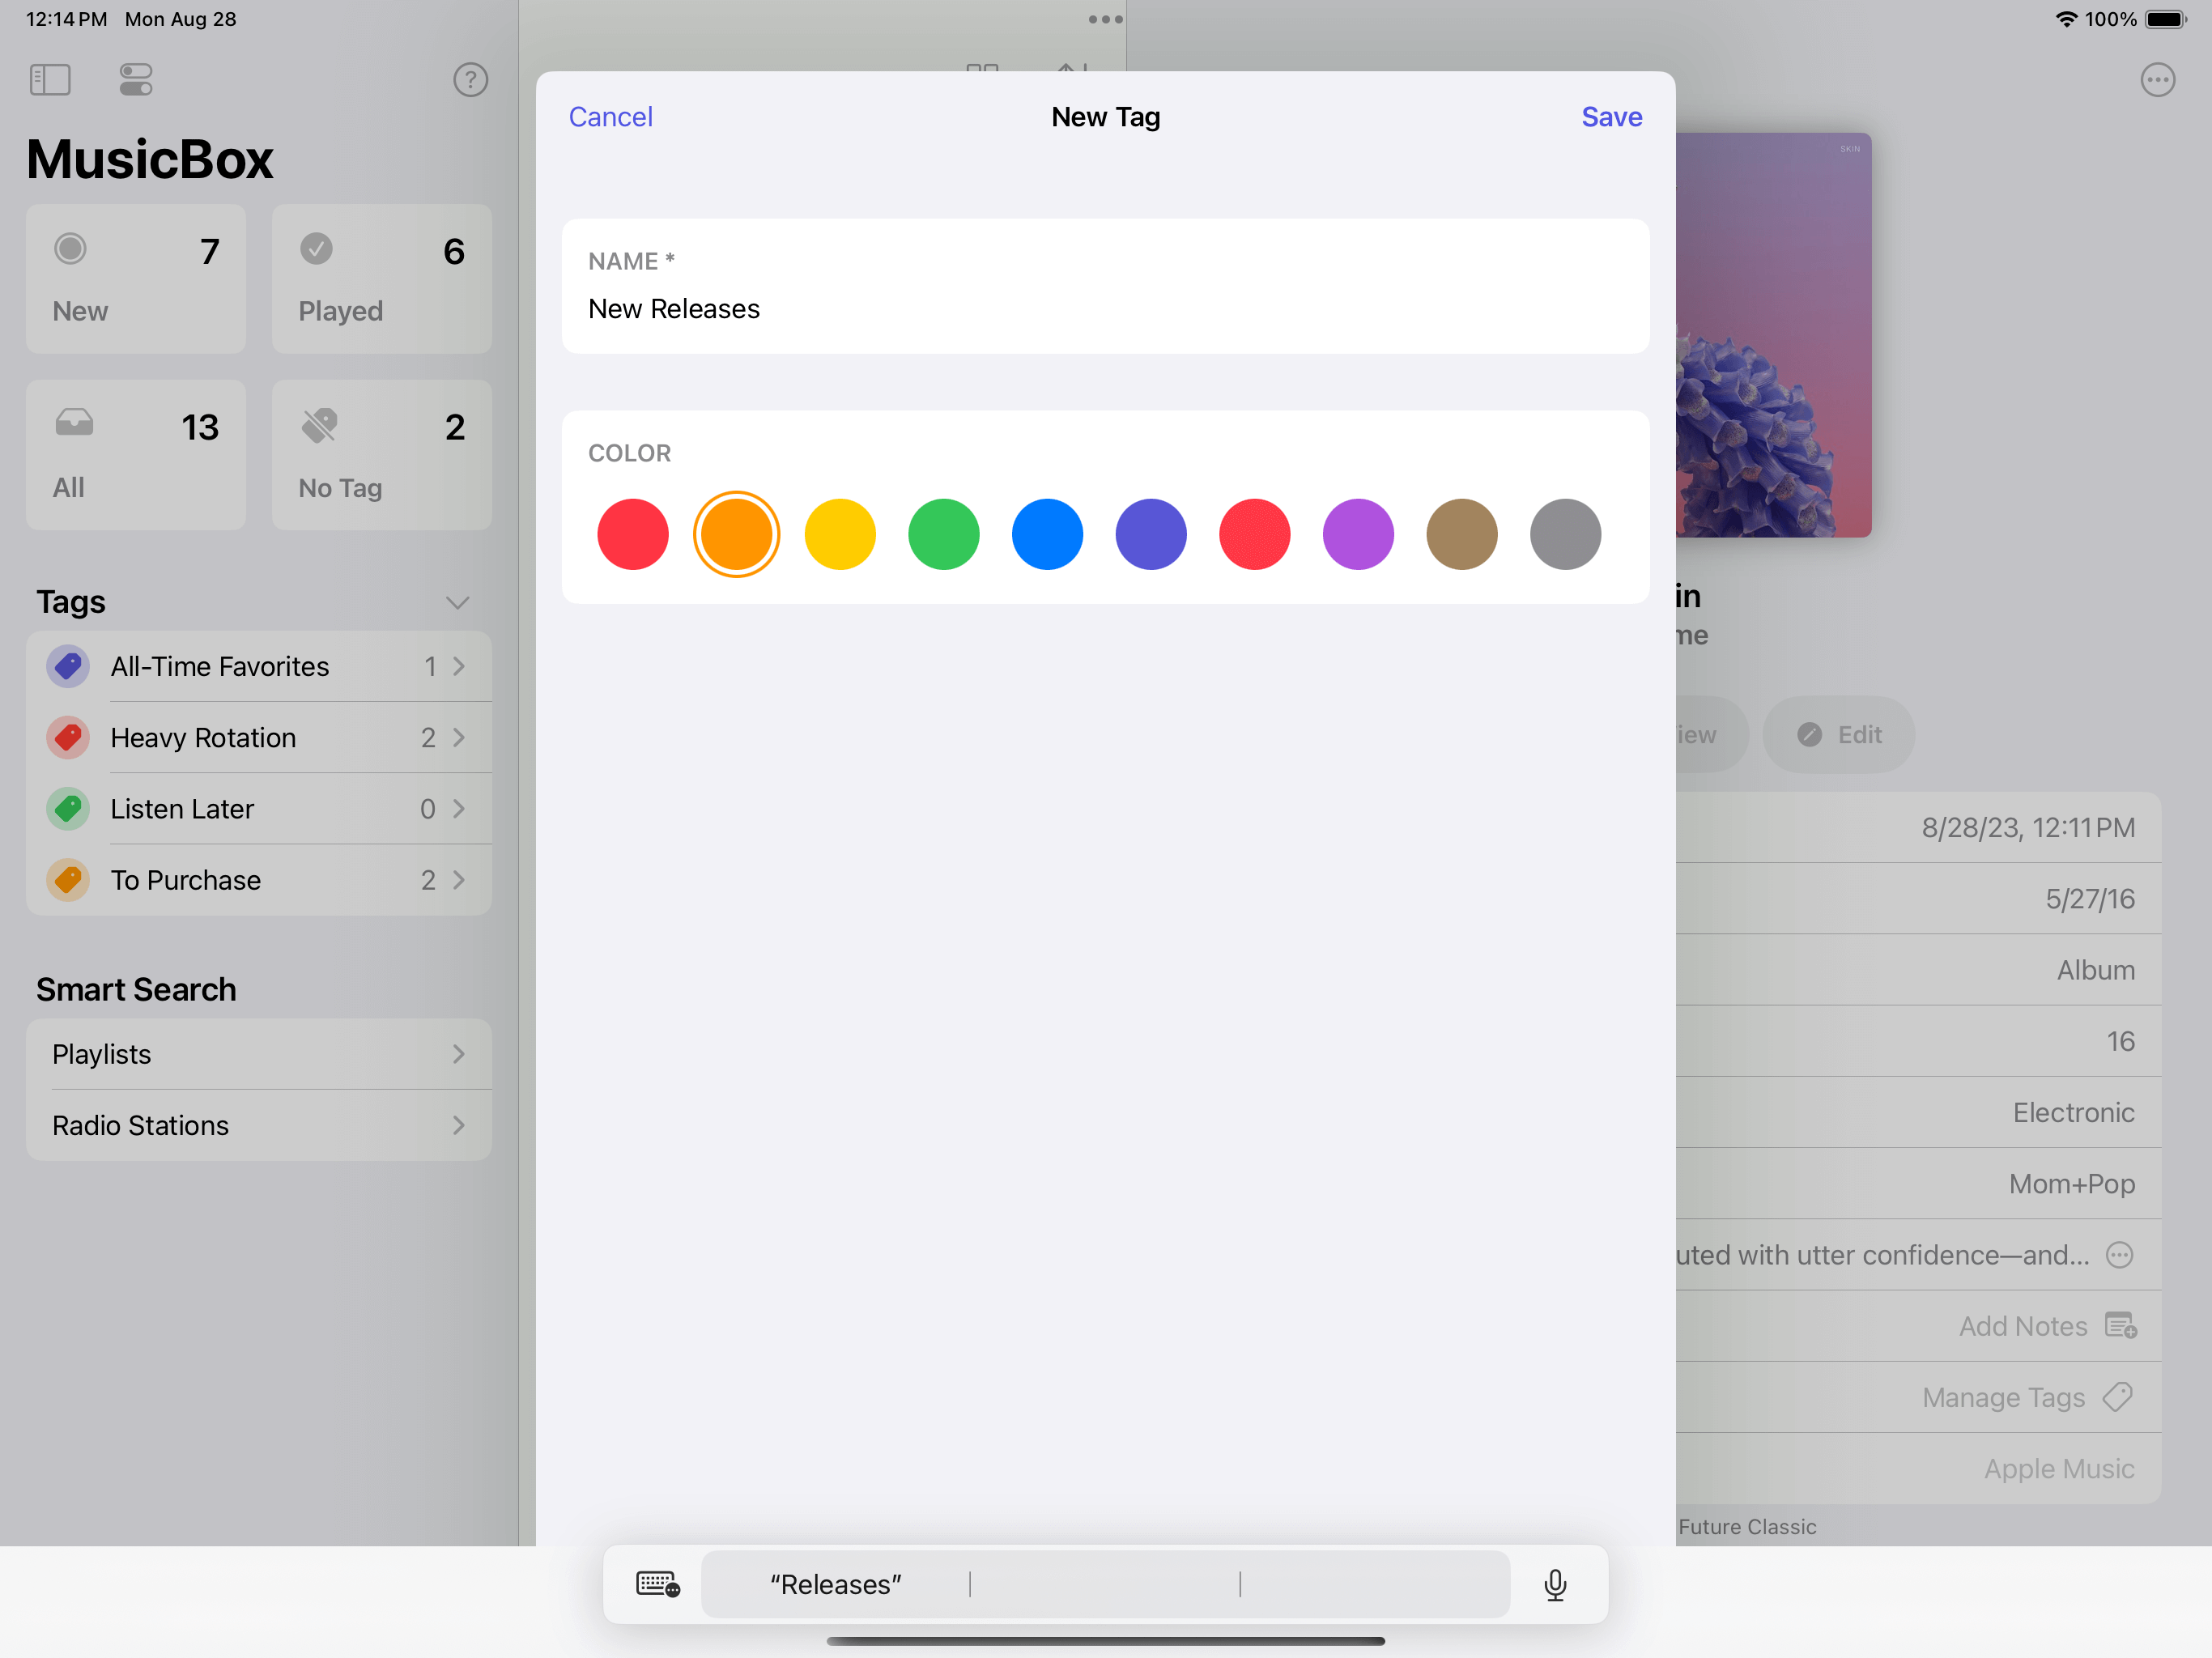 12:14 PM Mon Aug 28
100%
MusicBox
7
New
6
Played
13
All
2
No Tag
Tags
All-Time Favorites 1
Heavy Rotation 2
Listen Later 0
To Purchase 2
Smart Search
Playlists
Radio Stations
Cancel New Tag Save
NAME *
New Releases
COLOR
SKIN
in
me
iew
Edit
8/28/23, 12:11 PM
5/27/16
Album
16
Electronic
Mom+Pop
uted with utter confidence—and...
Add Notes
Manage Tags
Apple Music
Future Classic
“Releases”